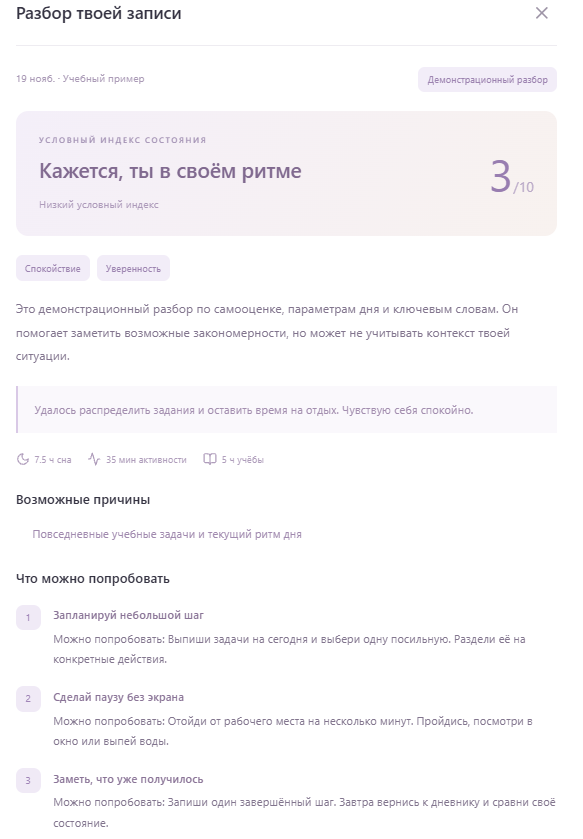 Разбор твоей записи
19 нояб. · Учебный пример
Демонстрационный разбор
УСЛОВНЫЙ ИНДЕКС СОСТОЯНИЯ
Кажется, ты в своём ритме
3/10
Низкий условный индекс
Спокойствие
Уверенность
Это демонстрационный разбор по самооценке, параметрам дня и ключевым словам. Он
помогает заметить возможные закономерности, но может не учитывать контекст твоей
ситуации.
Удалось распределить задания и оставить время на отдых. Чувствую себя спокойно.
7.5 ч сна
35 мин активности
5 ч учёбы
Возможные причины
Повседневные учебные задачи и текущий ритм дня
Что можно попробовать
1
Запланируй небольшой шаг
Можно попробовать: Выпиши задачи на сегодня и выбери одну посильную. Раздели её на
конкретные действия.
2
Сделай паузу без экрана
Можно попробовать: Отойди от рабочего места на несколько минут. Пройдись, посмотри в
окно или выпей воды.
3
Заметь, что уже получилось
Можно попробовать: Запиши один завершённый шаг. Завтра вернись к дневнику и сравни своё
состояние.